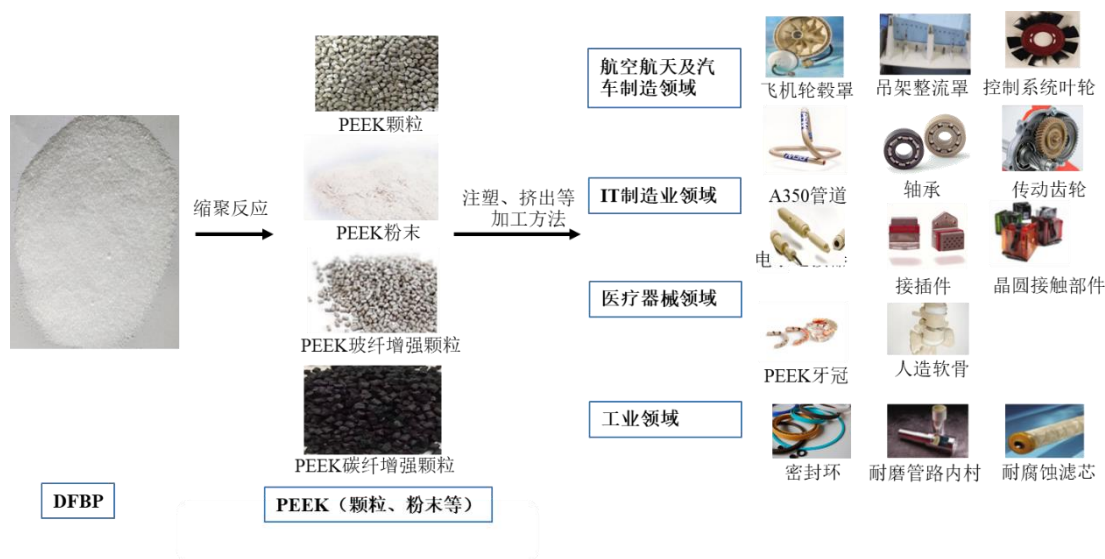 航空航天及汽
车制造领域
飞机轮毂罩
吊架整流罩
控制系统叶轮
PEEK颗粒
缩聚反应
注塑、挤出等
加工方法
IT制造业领域
A350管道
轴承
传动齿轮
PEEK粉末
接插件
晶圆接触部件
医疗器械领域
PEEK玻纤增强颗粒
PEEK牙冠
人造软骨
工业领域
PEEK碳纤增强颗粒
密封环
耐磨管路内村
耐腐蚀滤芯
DFBP
PEEK（颗粒、粉末等）